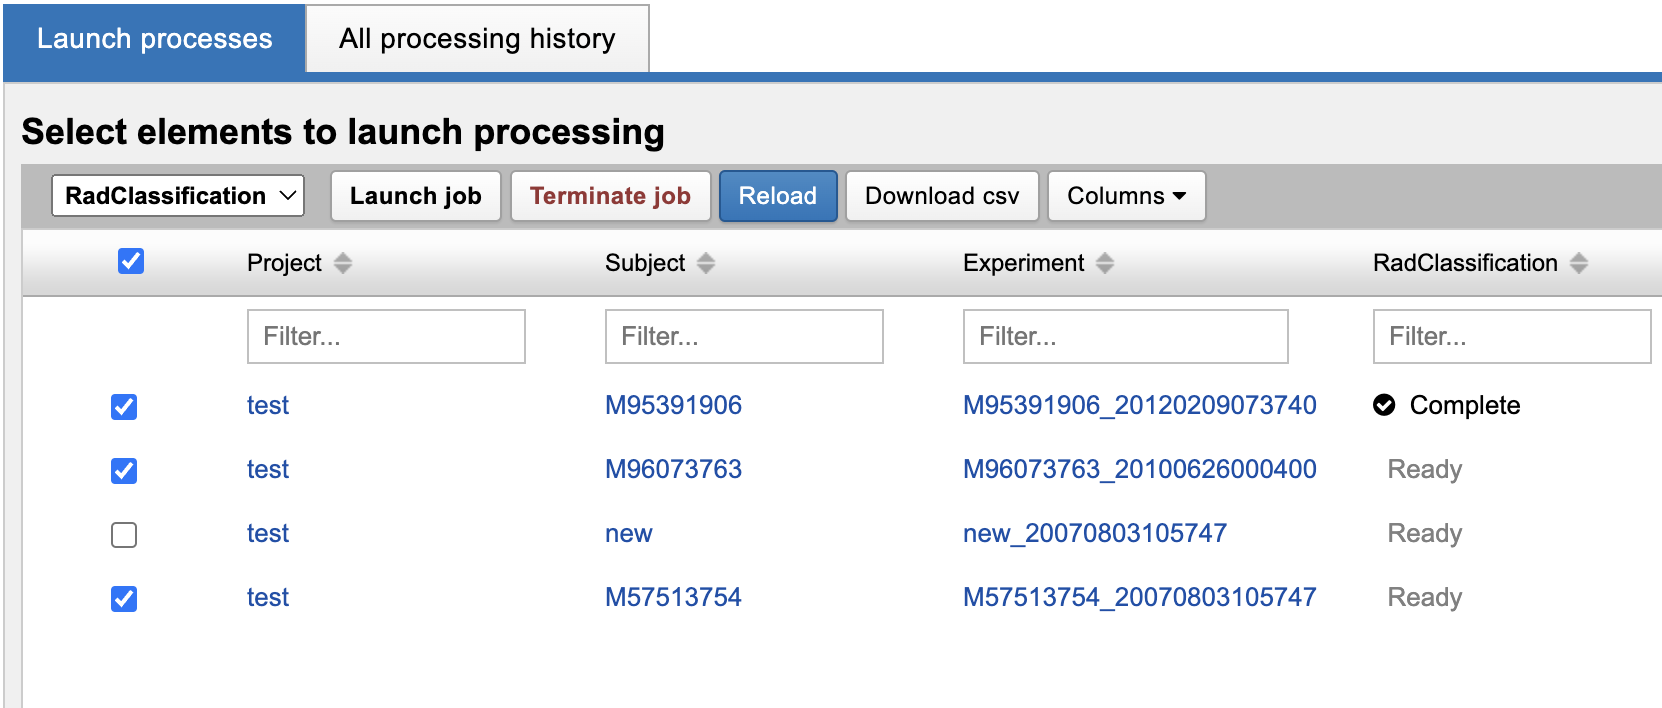 Launch processes All processing history
Select elements to launch processing
RadClassification Launch job Terminate job Reload Download csv Columns
Project Subject Experiment RadClassification
Filter... Filter... Filter... Filter...
test M95391906 M95391906_20120209073740 Complete
test M96073763 M96073763_20100626000400 Ready
test new new_20070803105747 Ready
test M57513754 M57513754_20070803105747 Ready